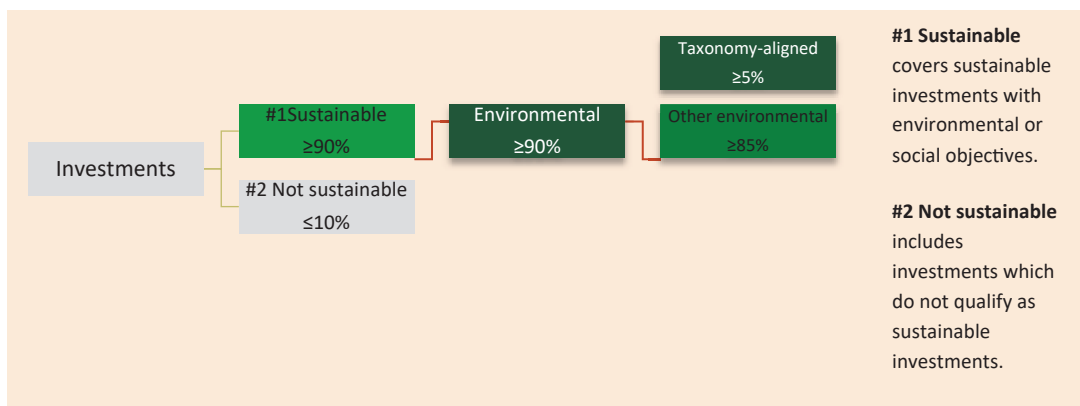 Investments
#1Sustainable
≥90%
#2 Not sustainable
≤10%
Environmental
≥90%
Taxonomy-aligned
≥5%
Other environmental
≥85%
#1 Sustainable
covers sustainable
investments with
environmental or
social objectives.
#2 Not sustainable
includes
investments which
do not qualify as
sustainable
investments.